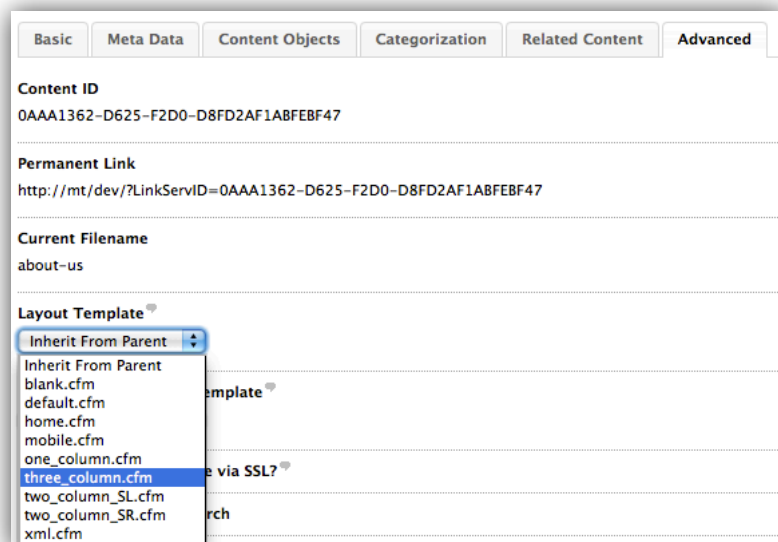 Basic Meta Data Content Objects Categorization Related Content Advanced
Content ID
0AAA1362-D625-F2D0-D8FD2AF1ABFEBF47
Permanent Link
http://mt/dev/?LinkServID=0AAA1362-D625-F2D0-D8FD2AF1ABFEBF47
Current Filename
about-us
Layout Template
Inherit From Parent
Inherit From Parent
blank.cfm
emplate
default.cfm
home.cfm
mobile.cfm
one_column.cfm
three_column.cfm
e via SSL?
two_column_SL.cfm
two_column_SR.cfm
rch
xml.cfm